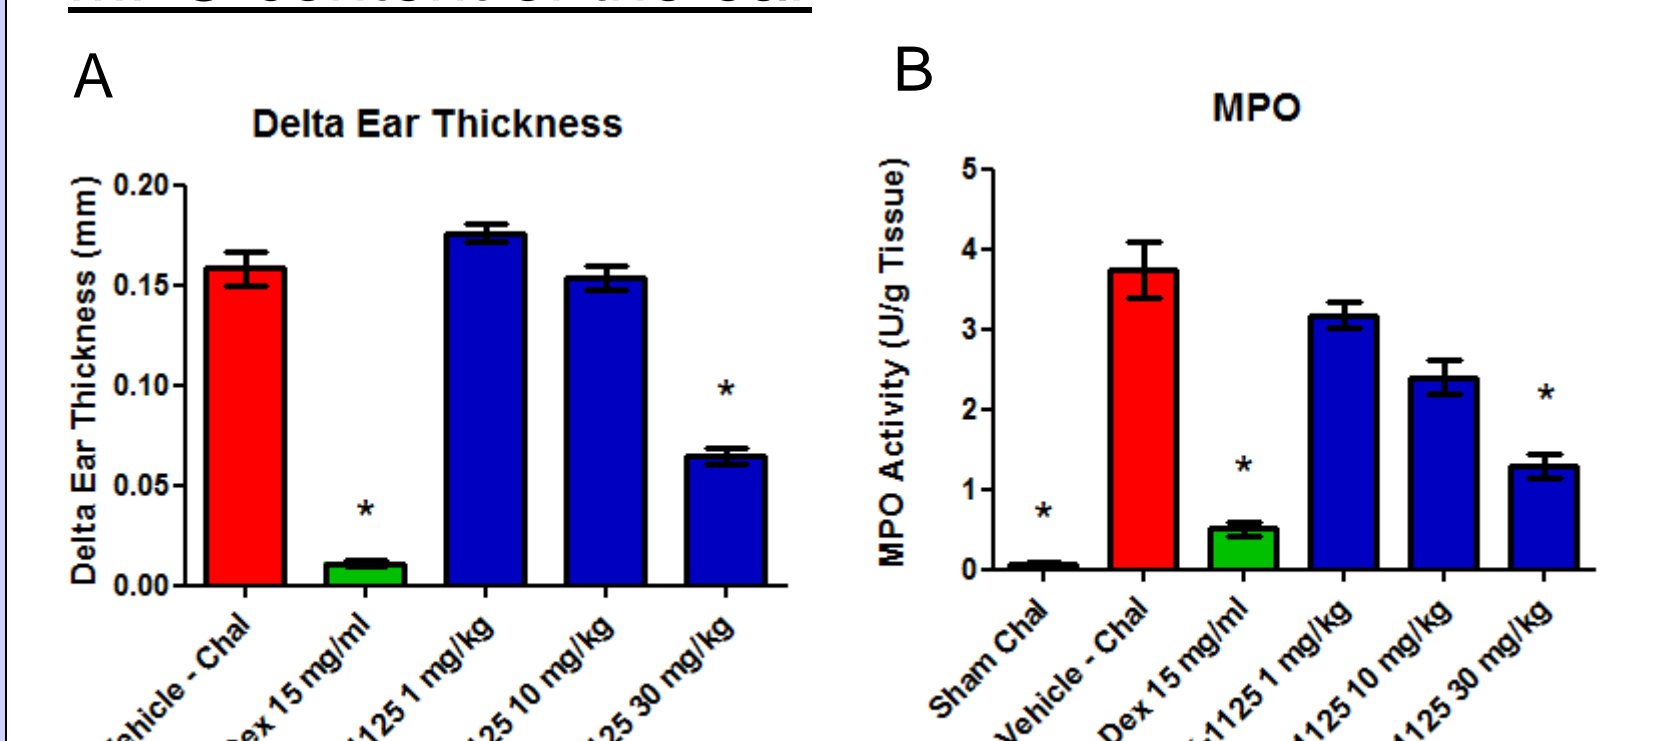 A
B
Delta Ear Thickness
MPO
Delta Ear Thickness (mm)
0.20
0.15
0.10
0.05
0.00
*
*
Chal
15 mg/ml
1 mg/kg
10 mg/kg
30 mg/kg
MPO Activity (U/g Tissue)
5
4
3
2
1
0
*
*
*
Sham Chal
Vehicle - Chal
Dex 15 mg/ml
1125 1 mg/kg
1125 10 mg/kg
30 mg/kg